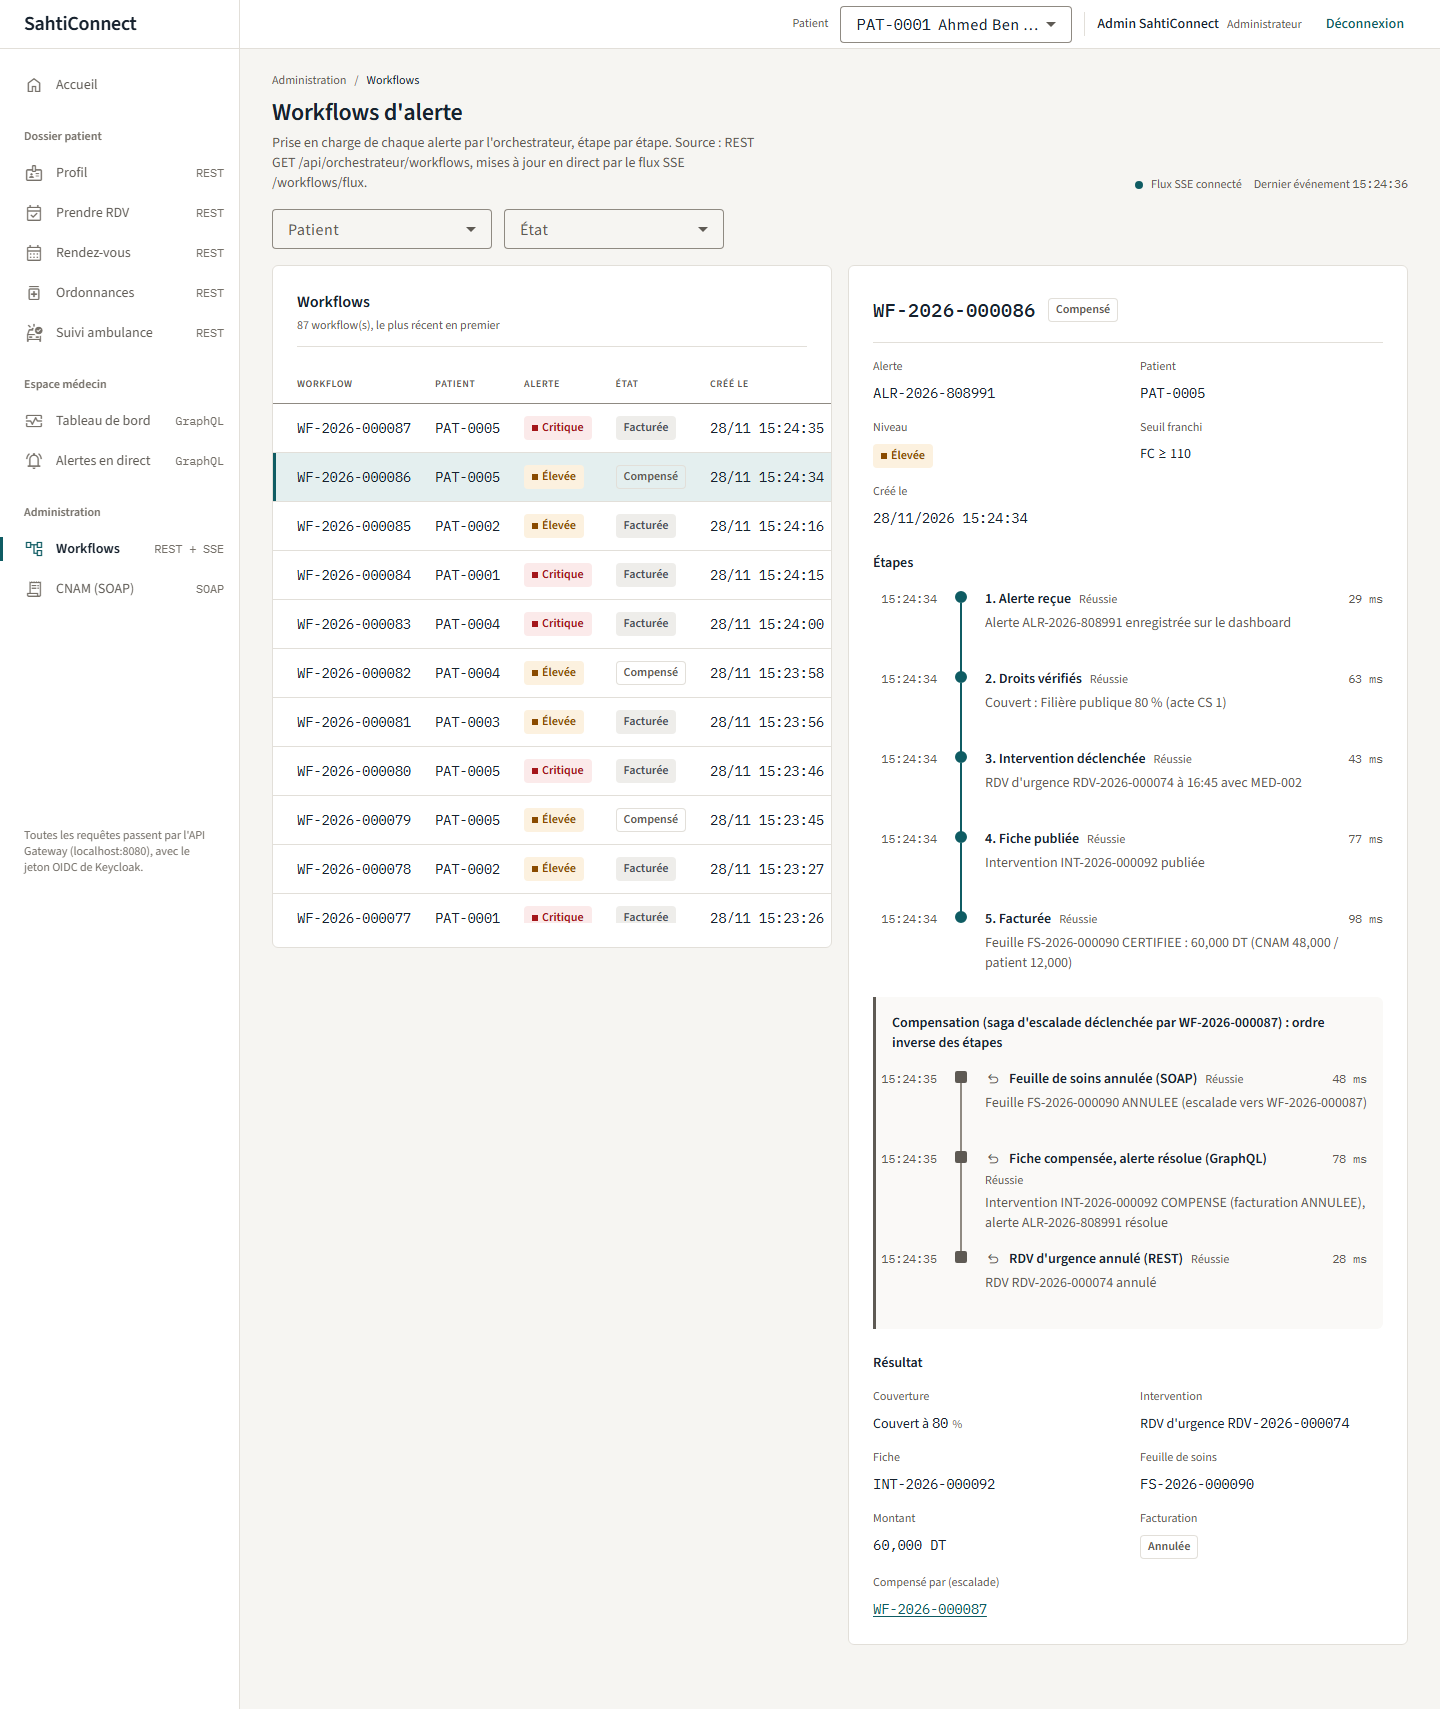 SahtiConnect
Patient
PAT-0001 Ahmed Ben ...
Admin SahtiConnect Administrateur
Déconnexion
Accueil
Dossier patient
Profil REST
Prendre RDV REST
Rendez-vous REST
Ordonnances REST
Suivi ambulance REST
Espace médecin
Tableau de bord GraphQL
Alertes en direct GraphQL
Administration
Workflows REST + SSE
CNAM (SOAP) SOAP
Toutes les requêtes passent par l'API
Gateway (localhost:8080), avec le
jeton OIDC de Keycloak.
Administration / Workflows
Workflows d'alerte
Prise en charge de chaque alerte par l'orchestrateur, étape par étape. Source : REST
GET /api/orchestrateur/workflows, mises à jour en direct par le flux SSE
/workflows/flux.
Flux SSE connecté Dernier événement 15:24:36
Patient
État
Workflows
87 workflow(s), le plus récent en premier
WORKFLOW PATIENT ALERTE ÉTAT CRÉÉ LE
WF-2026-000087 PAT-0005 Critique Facturée 28/11 15:24:35
WF-2026-000086 PAT-0005 Élevée Compensé 28/11 15:24:34
WF-2026-000085 PAT-0002 Élevée Facturée 28/11 15:24:16
WF-2026-000084 PAT-0001 Critique Facturée 28/11 15:24:15
WF-2026-000083 PAT-0004 Critique Facturée 28/11 15:24:00
WF-2026-000082 PAT-0004 Élevée Compensé 28/11 15:23:58
WF-2026-000081 PAT-0003 Élevée Facturée 28/11 15:23:56
WF-2026-000080 PAT-0005 Critique Facturée 28/11 15:23:46
WF-2026-000079 PAT-0005 Élevée Compensé 28/11 15:23:45
WF-2026-000078 PAT-0002 Élevée Facturée 28/11 15:23:27
WF-2026-000077 PAT-0001 Critique Facturée 28/11 15:23:26
WF-2026-000086 Compensé
Alerte Patient
ALR-2026-808991 PAT-0005
Niveau Seuil franchi
Élevée FC ≥ 110
Créé le
28/11/2026 15:24:34
Étapes
15:24:34 1. Alerte reçue Réussie 29 ms
Alerte ALR-2026-808991 enregistrée sur le dashboard
15:24:34 2. Droits vérifiés Réussie 63 ms
Couvert : Filière publique 80 % (acte CS 1)
15:24:34 3. Intervention déclenchée Réussie 43 ms
RDV d'urgence RDV-2026-000074 à 16:45 avec MED-002
15:24:34 4. Fiche publiée Réussie 77 ms
Intervention INT-2026-000092 publiée
15:24:34 5. Facturée Réussie 98 ms
Feuille FS-2026-000090 CERTIFIEE : 60,000 DT (CNAM 48,000 /
patient 12,000)
Compensation (saga d'escalade déclenchée par WF-2026-000087) : ordre
inverse des étapes
15:24:35 Feuille de soins annulée (SOAP) Réussie 48 ms
Feuille FS-2026-000090 ANNULEE (escalade vers WF-2026-000087)
15:24:35 Fiche compensée, alerte résolue (GraphQL) 78 ms
Réussie
Intervention INT-2026-000092 COMPENSE (facturation ANNULEE),
alerte ALR-2026-808991 résolue
15:24:35 RDV d'urgence annulé (REST) Réussie 28 ms
RDV RDV-2026-000074 annulé
Résultat
Couverture Intervention
Couvert à 80 % RDV d'urgence RDV-2026-000074
Fiche Feuille de soins
INT-2026-000092 FS-2026-000090
Montant Facturation
60,000 DT Annulée
Compensé par (escalade)
WF-2026-000087